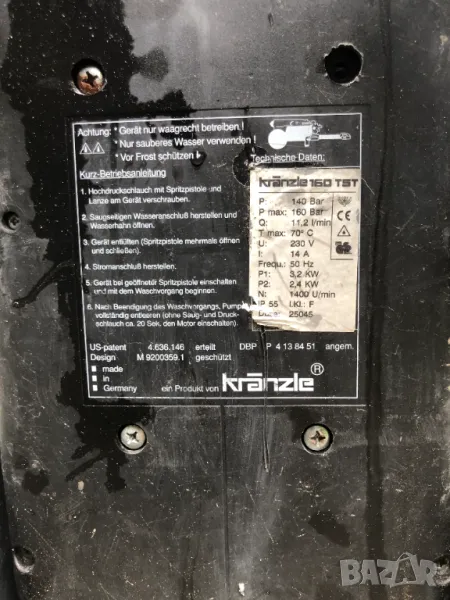 Achtung: * Gerät nur waagrecht betreiben !
* Nur sauberes Wasser verwenden !
* Vor Frost schützen !
Kurz-Betriebsanleitung
1. Hochdruckschlauch mit Spritzpistole und
Lanze am Gerät verschrauben.
2. Saugseitigen Wasseranschluß herstellen und
Wasserhahn öffnen.
3. Gerät entlüften (Spritzpistole mehrmals öffnen
und schließen).
4. Stromanschluß herstellen.
5. Gerät bei geöffneter Spritzpistole einschalten
und mit dem Waschvorgang beginnen.
6. Nach Beendigung des Waschvorgangs, Pumpe
vollständig entleeren (ohne Saug- und Druck-
schlauch ca. 20 Sek. den Motor einschalten).
Technische Daten:
kränzle 160 TST
P: 140 Bar
P max: 160 Bar
Q: 11,2 l/min
T max: 70° C
U: 230 V
I: 14 A
Frequ.: 50 Hz
P1: 3,2 KW
P2: 2,4 KW
N: 1400 U/min
IP 55 I.Kl.: F
25045
CE
US-patent 4.636.146 erteilt DBP P 4 138 451 angem.
Design M 9200359.1 geschützt
made
in
Germany
ein Produkt von kränzle ®
BAZAR